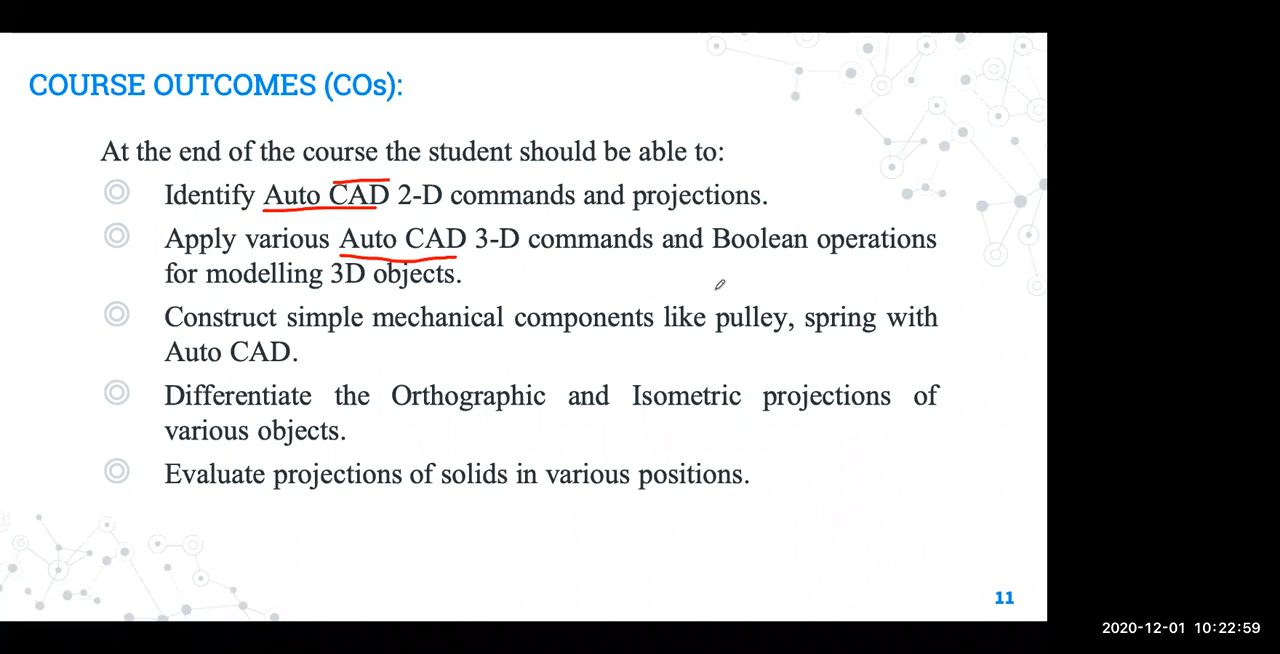 COURSE OUTCOMES (COs):
At the end of the course the student should be able to:
Identify Auto CAD 2-D commands and projections.
Apply various Auto CAD 3-D commands and Boolean operations
for modelling 3D objects.
Construct simple mechanical components like pulley, spring with
Auto CAD.
Differentiate the Orthographic and Isometric projections of
various objects.
Evaluate projections of solids in various positions.
11
2020-12-01 10:22:59